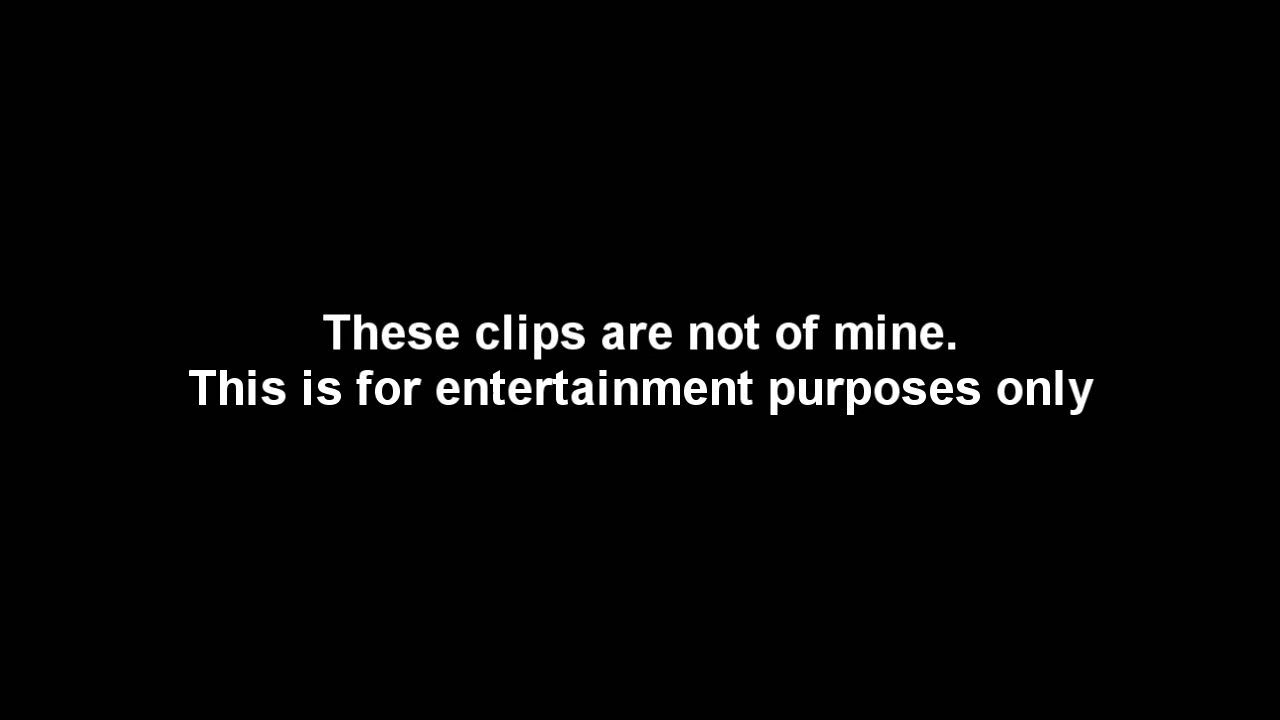 These clips are not of mine.
This is for entertainment purposes only